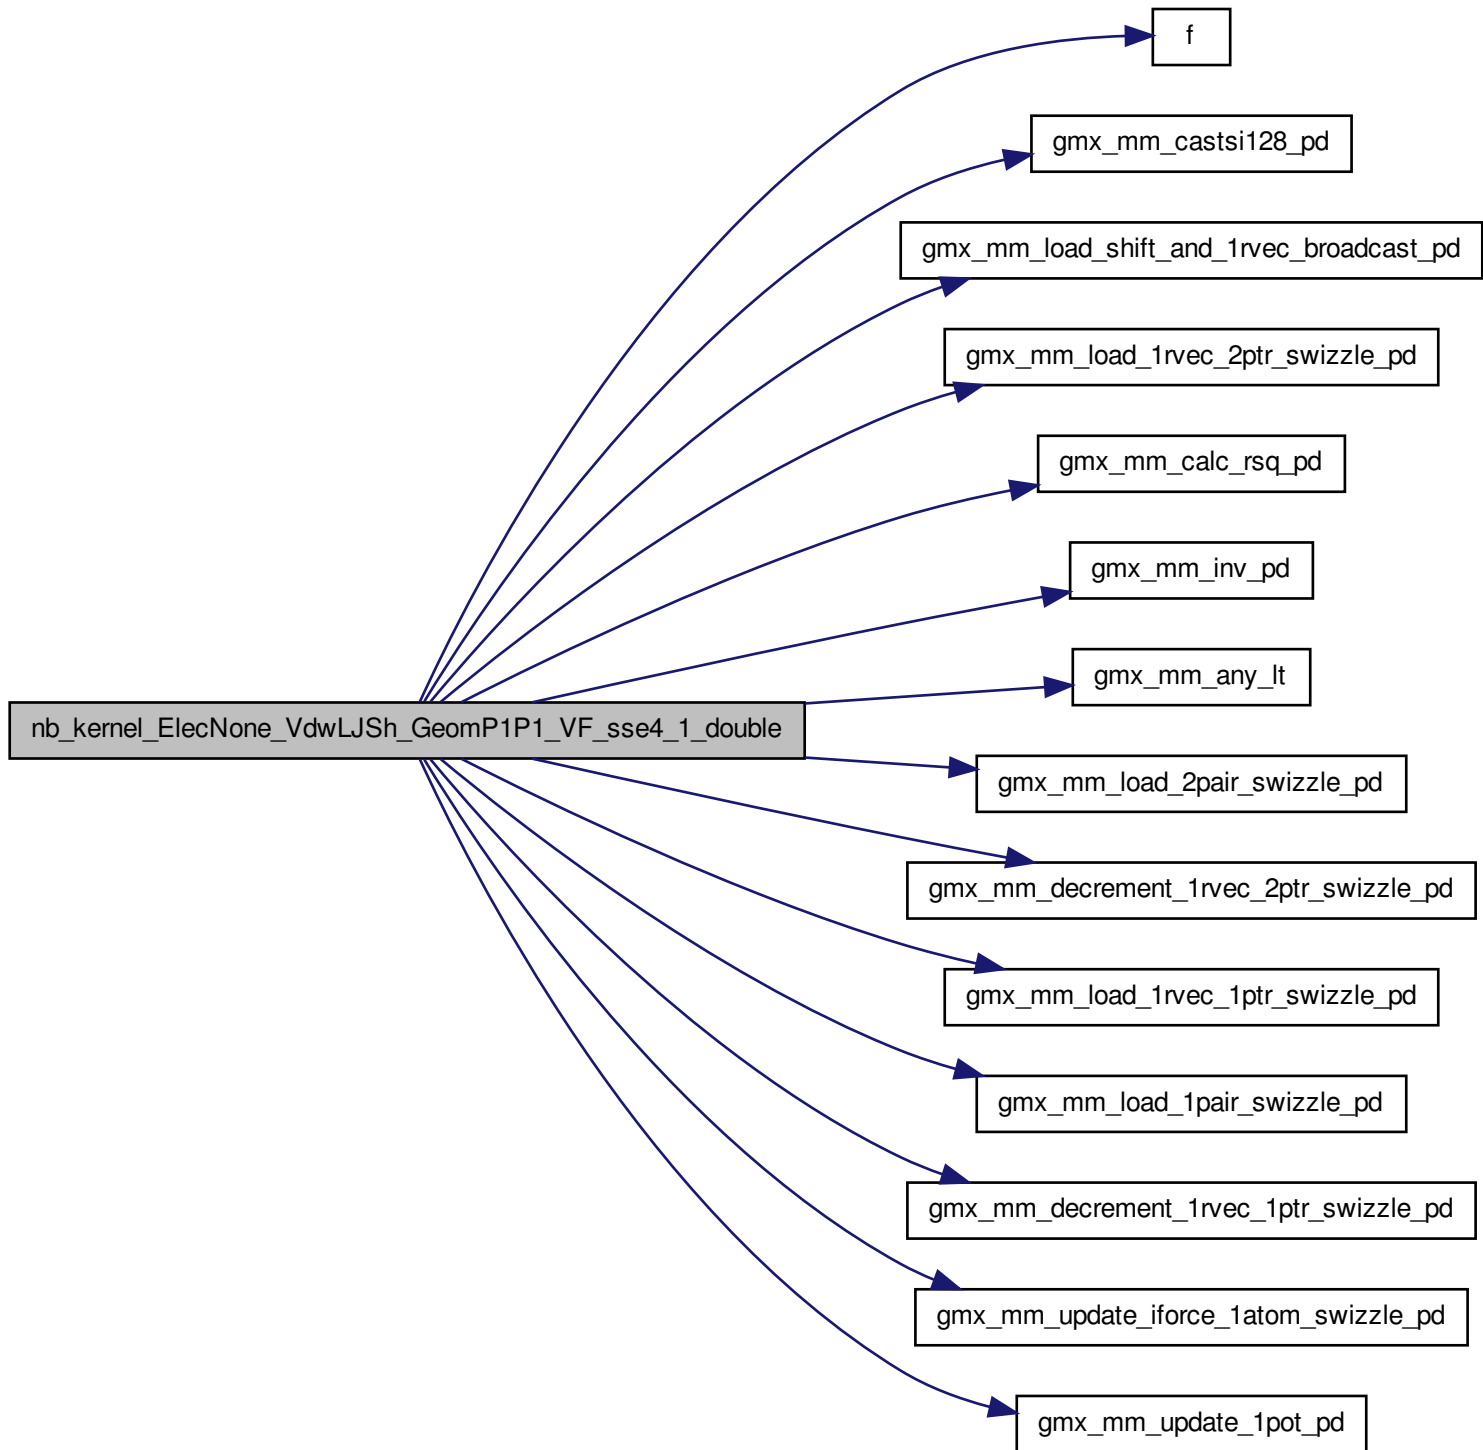 f
gmx_mm_castsi128_pd
gmx_mm_load_shift_and_1rvec_broadcast_pd
gmx_mm_load_1rvec_2ptr_swizzle_pd
gmx_mm_calc_rsq_pd
gmx_mm_inv_pd
gmx_mm_any_lt
nb_kernel_ElecNone_VdwLJSh_GeomP1P1_VF_sse4_1_double
gmx_mm_load_2pair_swizzle_pd
gmx_mm_decrement_1rvec_2ptr_swizzle_pd
gmx_mm_load_1rvec_1ptr_swizzle_pd
gmx_mm_load_1pair_swizzle_pd
gmx_mm_decrement_1rvec_1ptr_swizzle_pd
gmx_mm_update_iforce_1atom_swizzle_pd
gmx_mm_update_1pot_pd